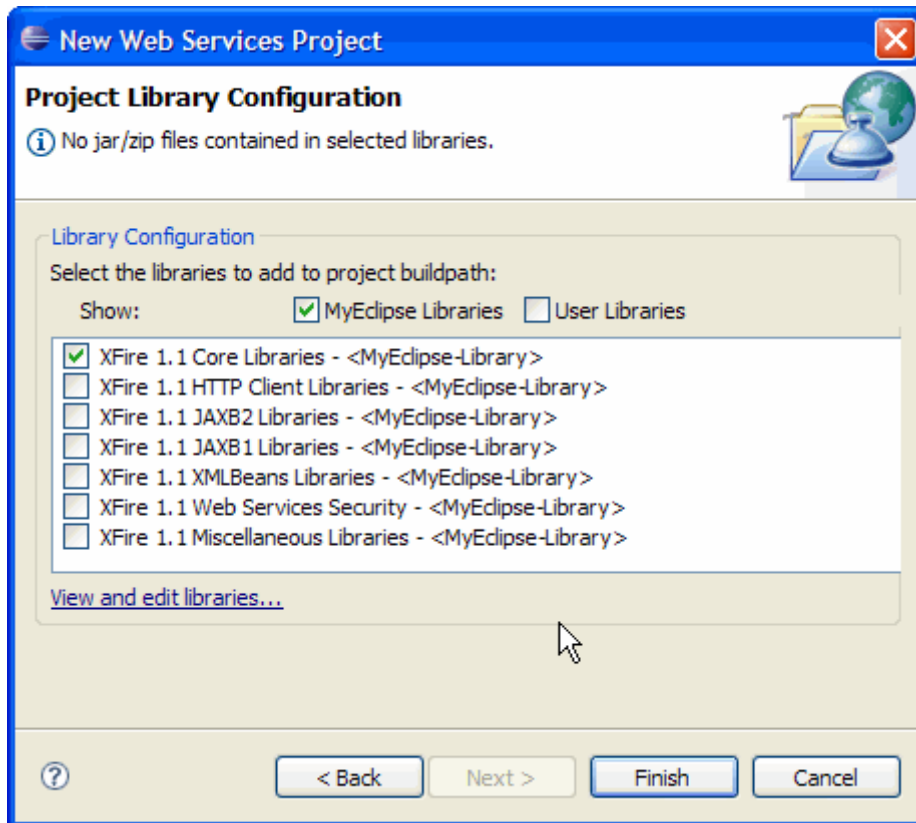 New Web Services Project
Project Library Configuration
No jar/zip files contained in selected libraries.
Library Configuration
Select the libraries to add to project buildpath:
Show: MyEclipse Libraries User Libraries
XFire 1.1 Core Libraries - <MyEclipse-Library>
XFire 1.1 HTTP Client Libraries - <MyEclipse-Library>
XFire 1.1 JAXB2 Libraries - <MyEclipse-Library>
XFire 1.1 JAXB1 Libraries - <MyEclipse-Library>
XFire 1.1 XMLBeans Libraries - <MyEclipse-Library>
XFire 1.1 Web Services Security - <MyEclipse-Library>
XFire 1.1 Miscellaneous Libraries - <MyEclipse-Library>
View and edit libraries...
? < Back Next > Finish Cancel